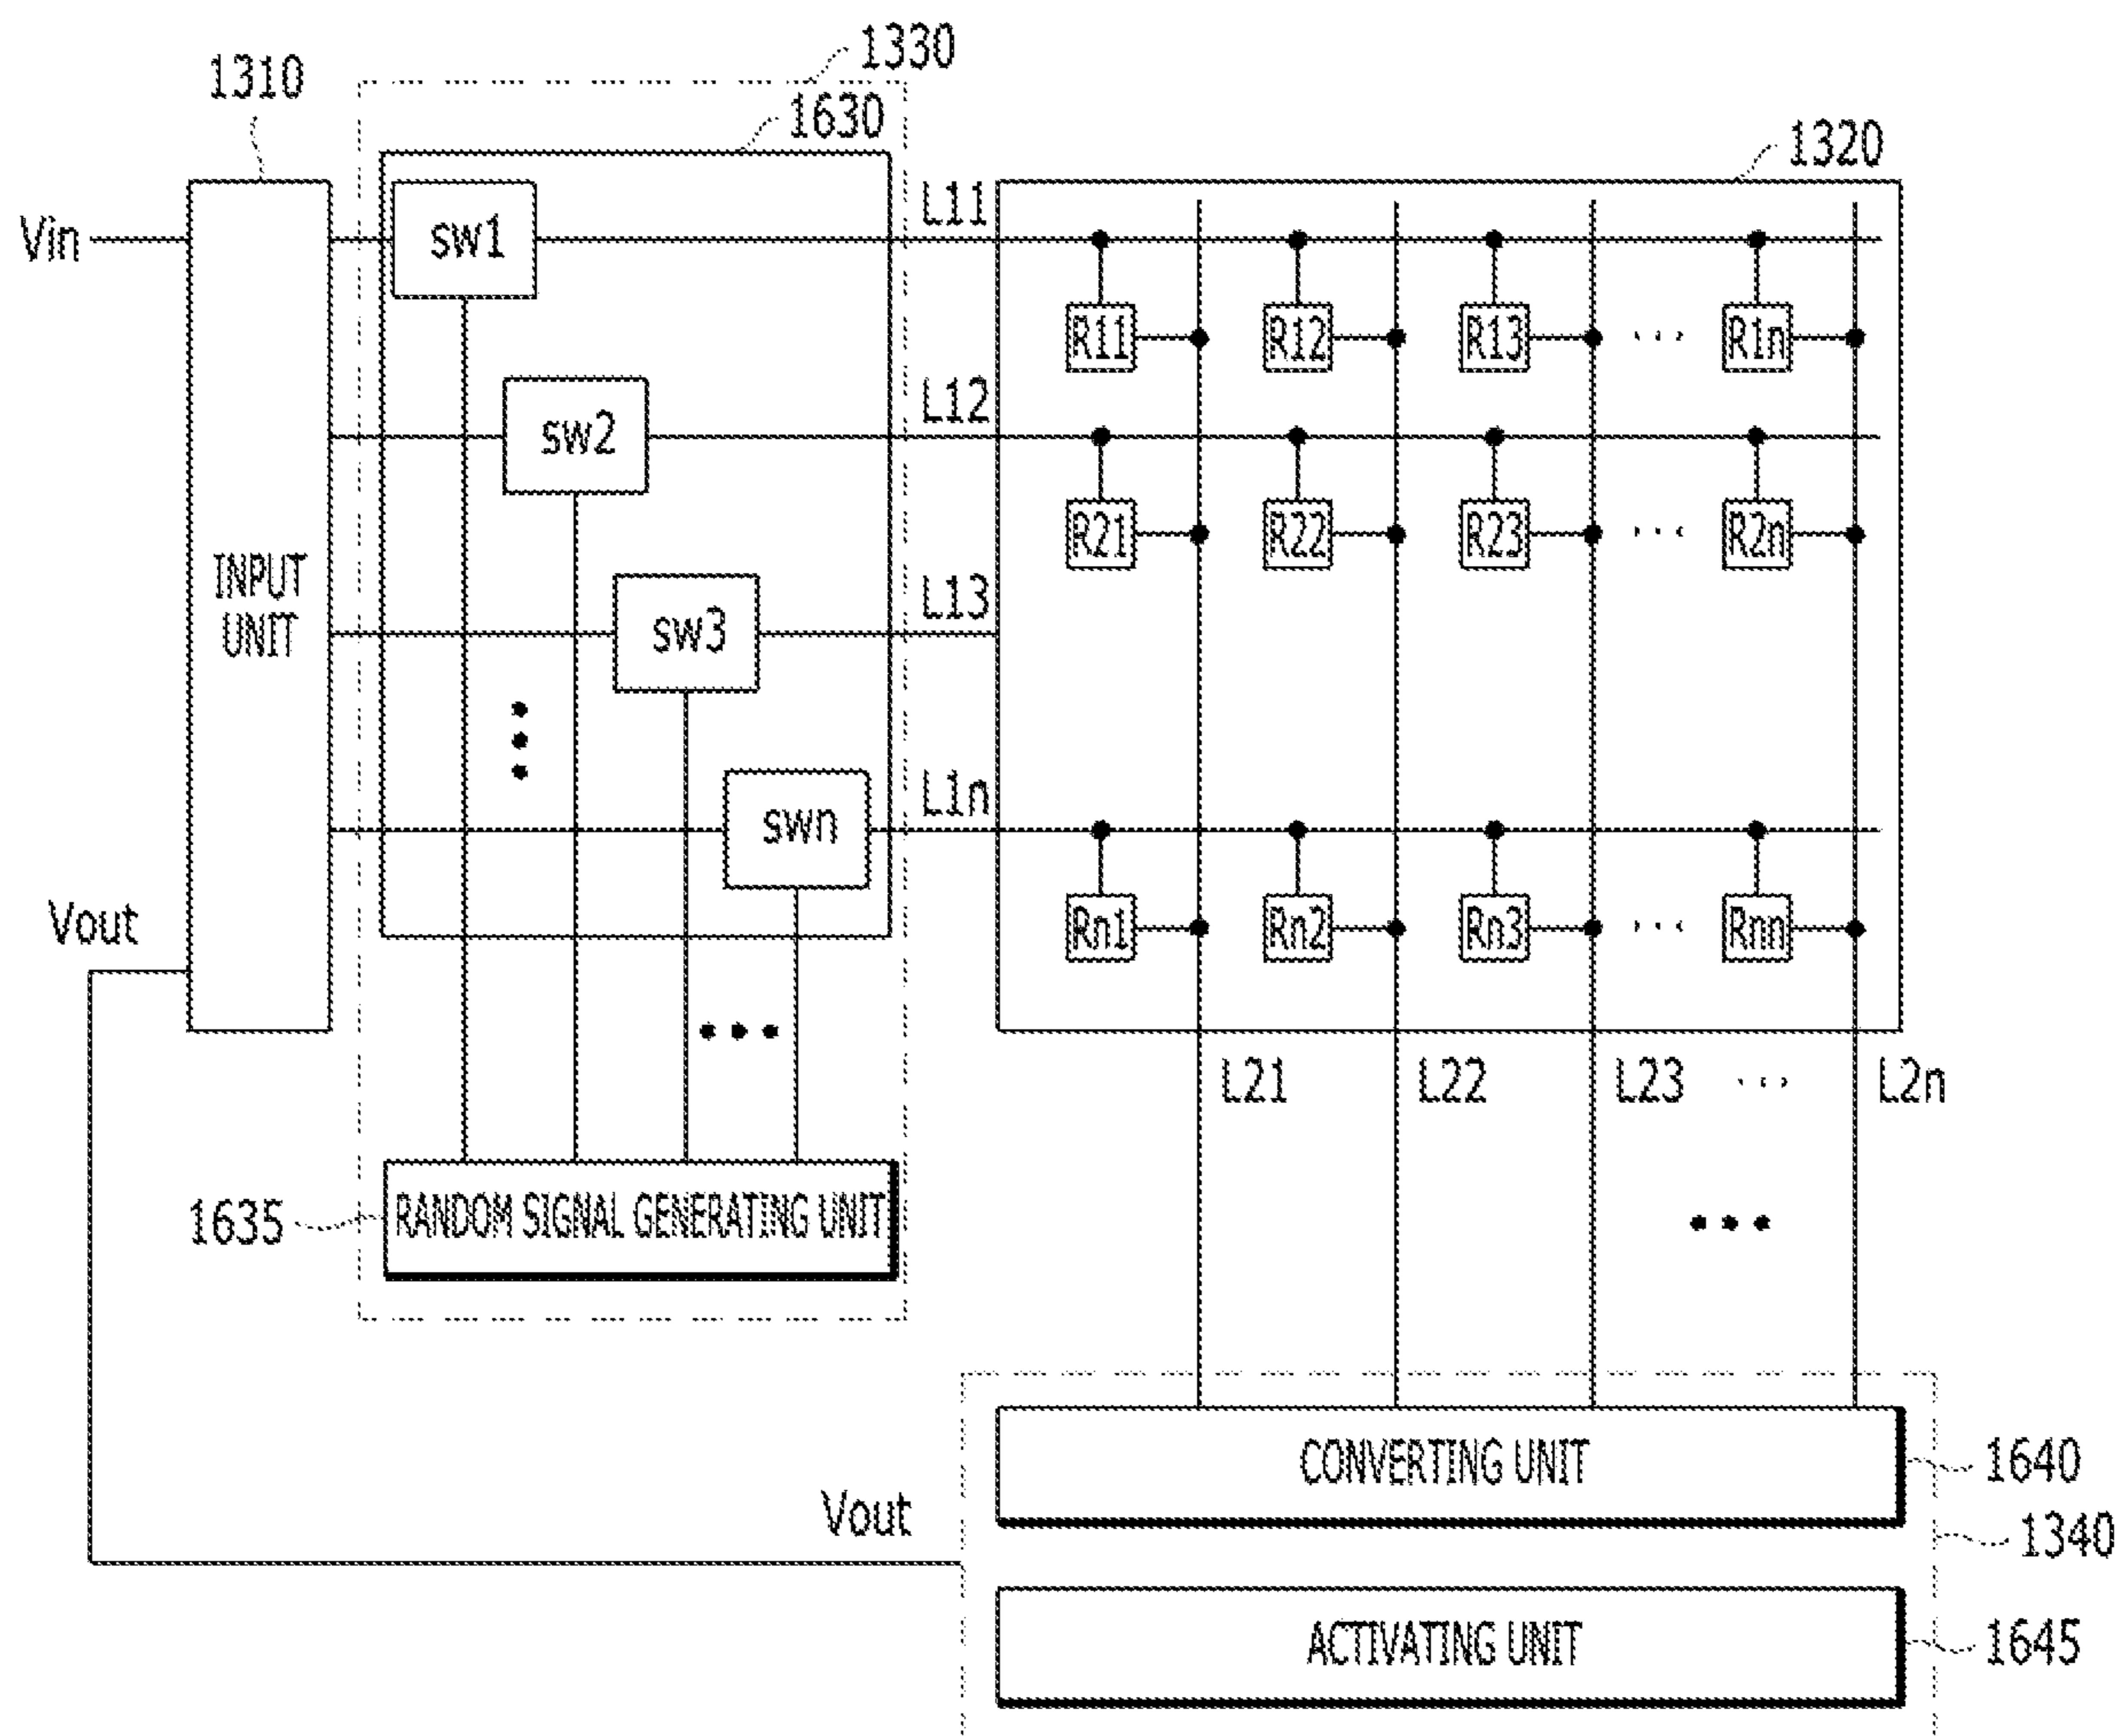 1330
1310
1630
1320
Vin
sw1
L11
R11 R12 R13 ... R1n
sw2
L12
R21 R22 R23 ... R2n
INPUT
UNIT
sw3
L13
swn
L1n
Rn1 Rn2 Rn3 ... Rnn
Vout
L21 L22 L23 ... L2n
1635
RANDOM SIGNAL GENERATING UNIT
CONVERTING UNIT
1640
Vout
1340
ACTIVATING UNIT
1645